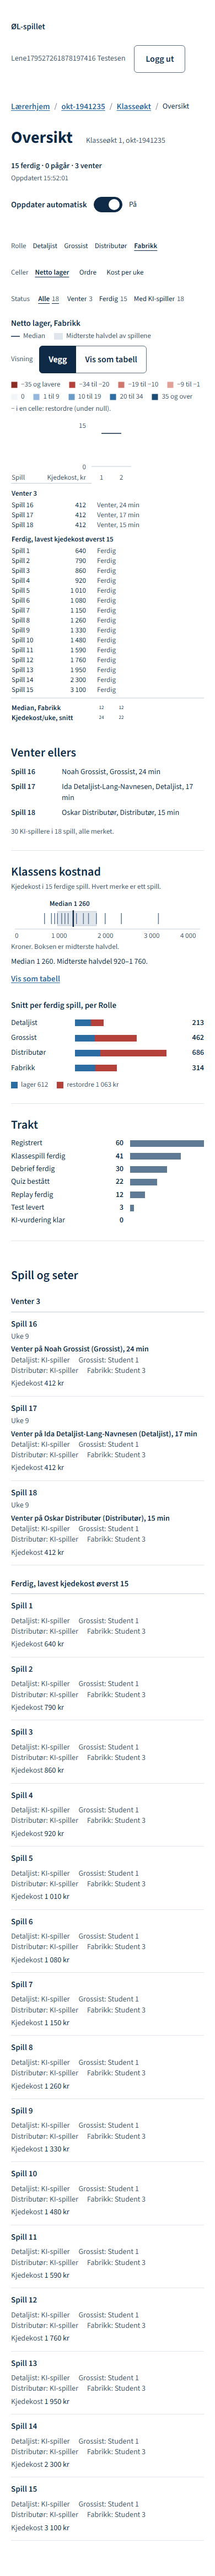 ØL-spillet
Lene1795272618781974​16 Testesen
Logg ut
Lærerhjem / okt-1941235 / Klasseøkt / Oversikt
Oversikt Klasseøkt 1, okt-1941235
15 ferdig · 0 pågår · 3 venter
Oppdatert 15:52:01
Oppdater automatisk På
Rolle Detaljist Grossist Distributør Fabrikk
Celler Netto lager Ordre Kost per uke
Status Alle 18 Venter 3 Ferdig 15 Med KI-spiller 18
Netto lager, Fabrikk
Median Midterste halvdel av spillene
Visning Vegg Vis som tabell
−35 og lavere −34 til −20 −19 til −10 −9 til −1
0 1 til 9 10 til 19 20 til 34 35 og over
− i en celle: restordre (under null).
15
0
Spill Kjedekost, kr 1 2
Venter 3
Spill 16 412 Venter, 24 min
Spill 17 412 Venter, 17 min
Spill 18 412 Venter, 15 min
Ferdig, lavest kjedekost øverst 15
Spill 1 640 Ferdig
Spill 2 790 Ferdig
Spill 3 860 Ferdig
Spill 4 920 Ferdig
Spill 5 1 010 Ferdig
Spill 6 1 080 Ferdig
Spill 7 1 150 Ferdig
Spill 8 1 260 Ferdig
Spill 9 1 330 Ferdig
Spill 10 1 480 Ferdig
Spill 11 1 590 Ferdig
Spill 12 1 760 Ferdig
Spill 13 1 950 Ferdig
Spill 14 2 300 Ferdig
Spill 15 3 100 Ferdig
Median, Fabrikk 12 12
Kjedekost/uke, snitt 24 22
Venter ellers
Spill 16 Noah Grossist, Grossist, 24 min
Spill 17 Ida Detaljist-Lang-Navnesen, Detaljist, 17
min
Spill 18 Oskar Distributør, Distributør, 15 min
30 KI-spillere i 18 spill, alle merket.
Klassens kostnad
Kjedekost i 15 ferdige spill. Hvert merke er ett spill.
Median 1 260
0 1 000 2 000 3 000 4 000
Kroner. Boksen er midterste halvdel.
Median 1 260. Midterste halvdel 920–1 760.
Vis som tabell
Snitt per ferdig spill, per Rolle
Detaljist 213
Grossist 462
Distributør 686
Fabrikk 314
lager 612 restordre 1 063 kr
Trakt
Registrert 60
Klassespill ferdig 41
Debrief ferdig 30
Quiz bestått 22
Replay ferdig 12
Test levert 3
KI-vurdering klar 0
Spill og seter
Venter 3
Spill 16
Uke 9
Venter på Noah Grossist (Grossist), 24 min
Detaljist: KI-spiller Grossist: Student 1
Distributør: KI-spiller Fabrikk: Student 3
Kjedekost 412 kr
Spill 17
Uke 9
Venter på Ida Detaljist-Lang-Navnesen (Detaljist), 17 min
Detaljist: KI-spiller Grossist: Student 1
Distributør: KI-spiller Fabrikk: Student 3
Kjedekost 412 kr
Spill 18
Uke 9
Venter på Oskar Distributør (Distributør), 15 min
Detaljist: KI-spiller Grossist: Student 1
Distributør: KI-spiller Fabrikk: Student 3
Kjedekost 412 kr
Ferdig, lavest kjedekost øverst 15
Spill 1
Detaljist: KI-spiller Grossist: Student 1
Distributør: KI-spiller Fabrikk: Student 3
Kjedekost 640 kr
Spill 2
Detaljist: KI-spiller Grossist: Student 1
Distributør: KI-spiller Fabrikk: Student 3
Kjedekost 790 kr
Spill 3
Detaljist: KI-spiller Grossist: Student 1
Distributør: KI-spiller Fabrikk: Student 3
Kjedekost 860 kr
Spill 4
Detaljist: KI-spiller Grossist: Student 1
Distributør: KI-spiller Fabrikk: Student 3
Kjedekost 920 kr
Spill 5
Detaljist: KI-spiller Grossist: Student 1
Distributør: KI-spiller Fabrikk: Student 3
Kjedekost 1 010 kr
Spill 6
Detaljist: KI-spiller Grossist: Student 1
Distributør: KI-spiller Fabrikk: Student 3
Kjedekost 1 080 kr
Spill 7
Detaljist: KI-spiller Grossist: Student 1
Distributør: KI-spiller Fabrikk: Student 3
Kjedekost 1 150 kr
Spill 8
Detaljist: KI-spiller Grossist: Student 1
Distributør: KI-spiller Fabrikk: Student 3
Kjedekost 1 260 kr
Spill 9
Detaljist: KI-spiller Grossist: Student 1
Distributør: KI-spiller Fabrikk: Student 3
Kjedekost 1 330 kr
Spill 10
Detaljist: KI-spiller Grossist: Student 1
Distributør: KI-spiller Fabrikk: Student 3
Kjedekost 1 480 kr
Spill 11
Detaljist: KI-spiller Grossist: Student 1
Distributør: KI-spiller Fabrikk: Student 3
Kjedekost 1 590 kr
Spill 12
Detaljist: KI-spiller Grossist: Student 1
Distributør: KI-spiller Fabrikk: Student 3
Kjedekost 1 760 kr
Spill 13
Detaljist: KI-spiller Grossist: Student 1
Distributør: KI-spiller Fabrikk: Student 3
Kjedekost 1 950 kr
Spill 14
Detaljist: KI-spiller Grossist: Student 1
Distributør: KI-spiller Fabrikk: Student 3
Kjedekost 2 300 kr
Spill 15
Detaljist: KI-spiller Grossist: Student 1
Distributør: KI-spiller Fabrikk: Student 3
Kjedekost 3 100 kr